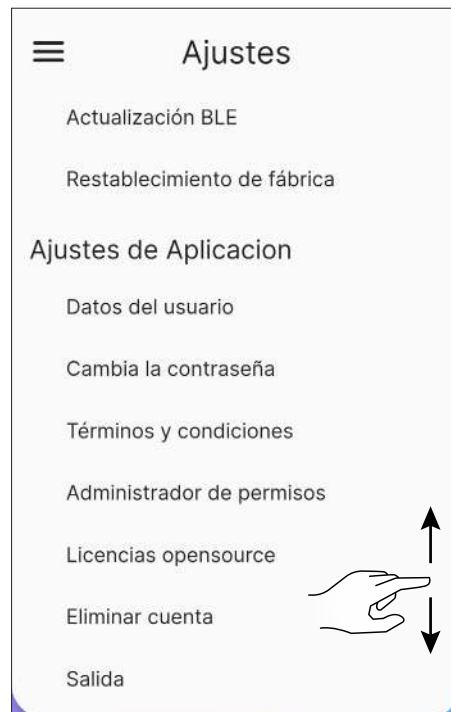 Ajustes
Actualización BLE
Restablecimiento de fábrica
Ajustes de Aplicacion
Datos del usuario
Cambia la contraseña
Términos y condiciones
Administrador de permisos
Licencias opensource
Eliminar cuenta
Salida